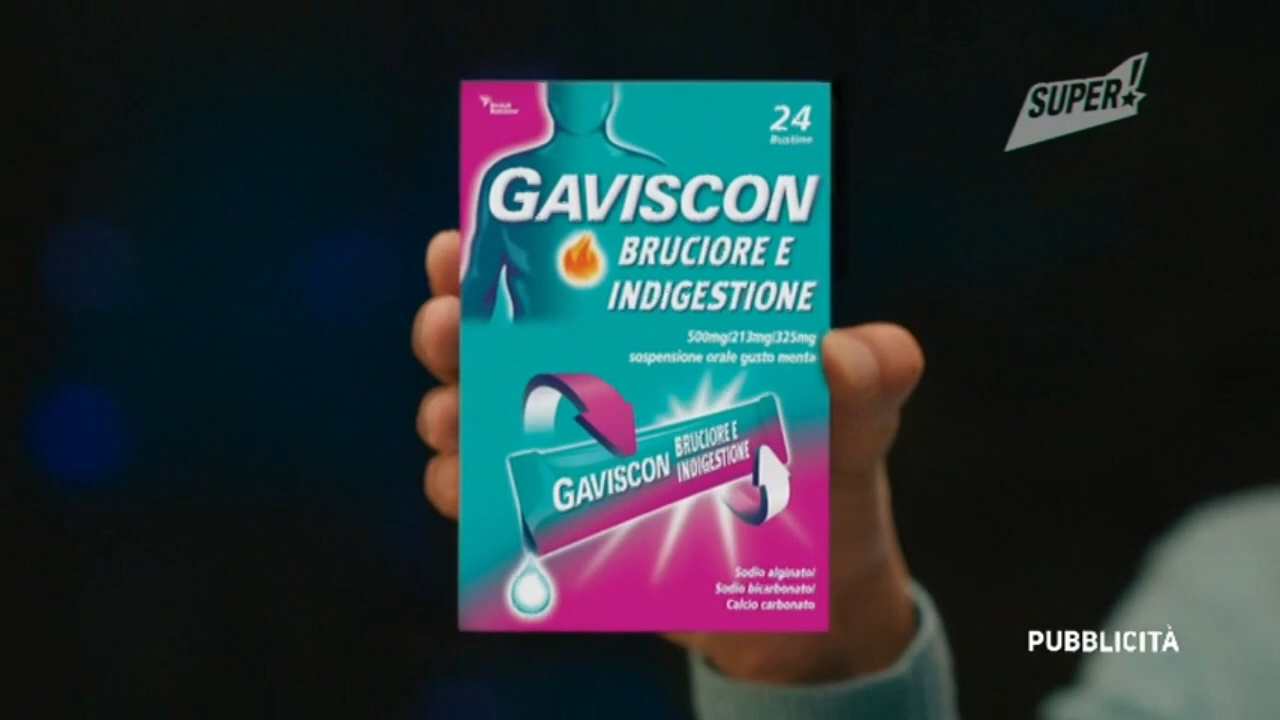 SUPER!
24
Bustine
GAVISCON
BRUCIORE E
INDIGESTIONE
500mg/213mg/325mg
sospensione orale gusto menta
GAVISCON BRUCIORE E
INDIGESTIONE
Sodio alginato/
Sodio bicarbonato/
Calcio carbonato
PUBBLICITÀ